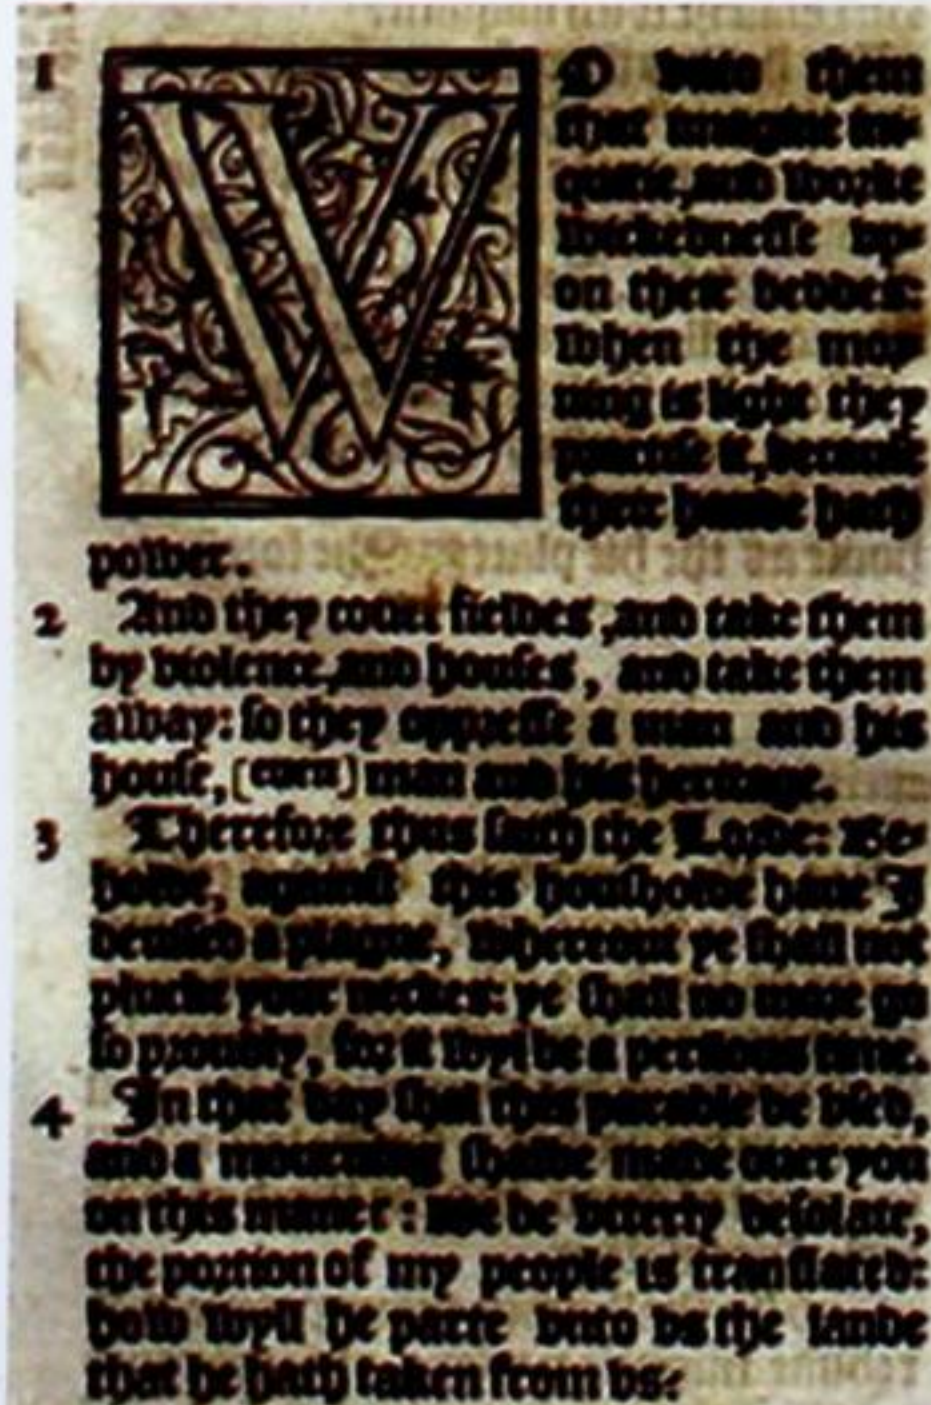 1 WO vnto them
that imagine ini-
quitie, and worke
wickedneſſe vp-
on their beddes:
When the mor-
ning is light they
practiſe it, becauſe
their hande hath
power.
2 And they couet fieldes, and take them
by violence, and houſes, and take them
away: ſo they oppreſſe a man and his
houſe, (euen) man and his heritage.
3 Therefore thus ſaith the Lorde: Be-
holde, againſt this houſholde haue I
deuiſed a plague, whereout ye ſhall not
plucke your neckes: ye ſhall no more go
ſo proudly, for it wyl be a perilous time.
4 In that day ſhal this parable be vſed,
and a mourning ſhalbe made ouer you
on this maner: We be vtterly deſolate,
the portion of my people is tranſlated:
how wyll he parte vnto vs the lande
that he hath taken from vs?